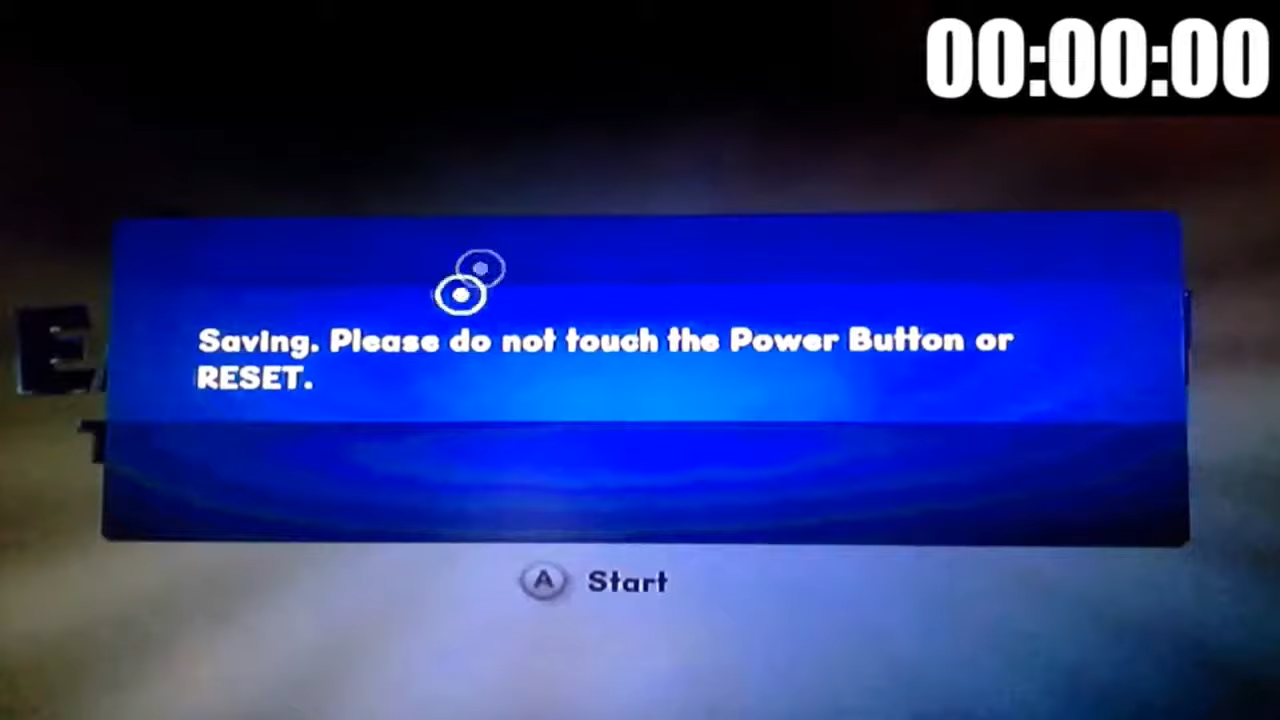 00:00:00
E
T
Saving. Please do not touch the Power Button or
RESET.
A Start